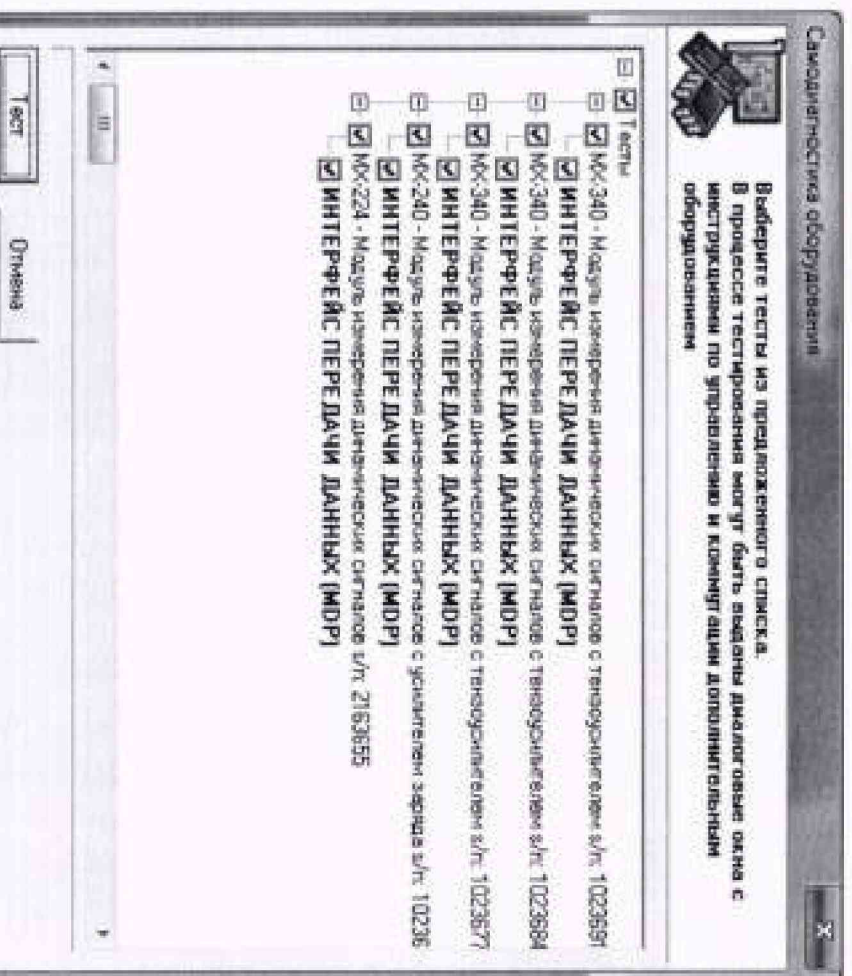 Самодиагностика оборудования
Выберите тесты из предложенного списка.
В процессе тестирования могут быть выданы диалоговые окна с
инструкциями по управлению и коммутации дополнительным
оборудованием
Тесты
MX-340 - Модуль измерения динамических сигналов с тензоусилителем s/n: 1023691
ИНТЕРФЕЙС ПЕРЕДАЧИ ДАННЫХ (MDP)
MX-340 - Модуль измерения динамических сигналов с тензоусилителем s/n: 1023684
ИНТЕРФЕЙС ПЕРЕДАЧИ ДАННЫХ (MDP)
MX-340 - Модуль измерения динамических сигналов с тензоусилителем s/n: 1023677
ИНТЕРФЕЙС ПЕРЕДАЧИ ДАННЫХ (MDP)
MX-240 - Модуль измерения динамических сигналов с усилителем заряда s/n: 10236
ИНТЕРФЕЙС ПЕРЕДАЧИ ДАННЫХ (MDP)
MX-224 - Модуль измерения динамических сигналов s/n: 2163655
ИНТЕРФЕЙС ПЕРЕДАЧИ ДАННЫХ (MDP)
Тест
Отмена